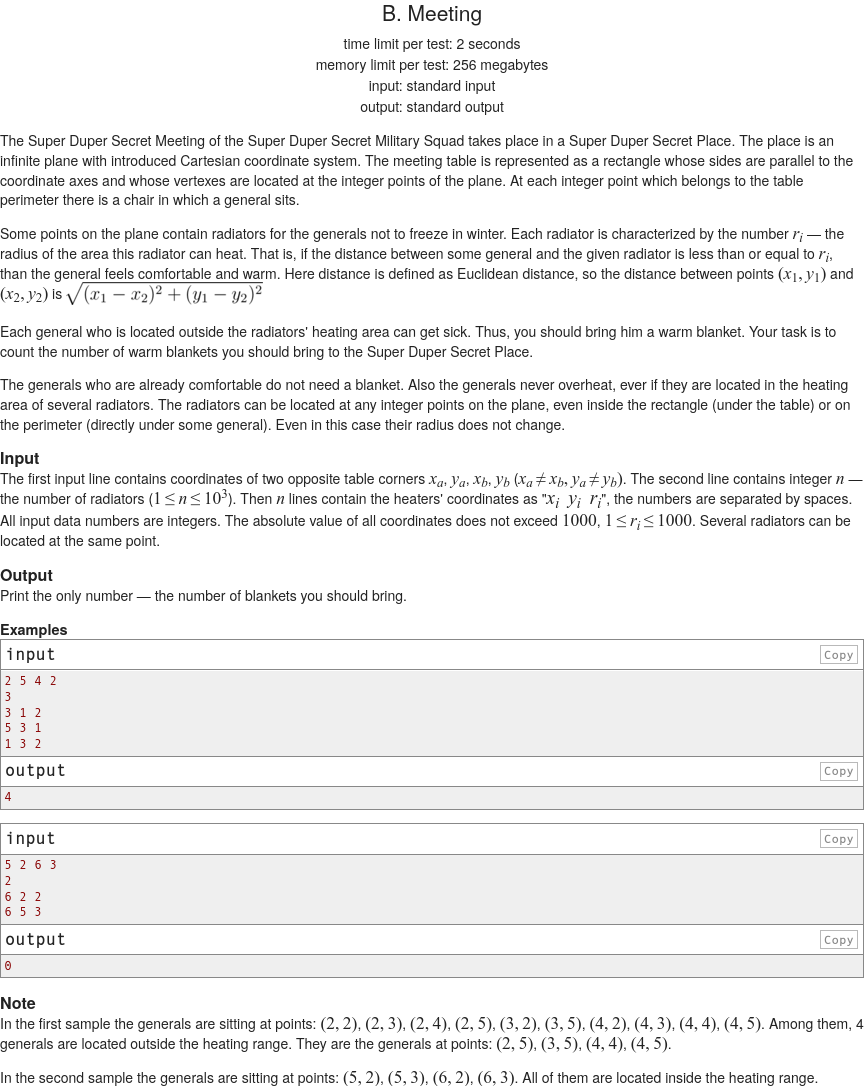 B. Meeting
time limit per test: 2 seconds
memory limit per test: 256 megabytes
input: standard input
output: standard output
The Super Duper Secret Meeting of the Super Duper Secret Military Squad takes place in a Super Duper Secret Place. The place is an
infinite plane with introduced Cartesian coordinate system. The meeting table is represented as a rectangle whose sides are parallel to the
coordinate axes and whose vertexes are located at the integer points of the plane. At each integer point which belongs to the table
perimeter there is a chair in which a general sits.
Some points on the plane contain radiators for the generals not to freeze in winter. Each radiator is characterized by the number r_i — the
radius of the area this radiator can heat. That is, if the distance between some general and the given radiator is less than or equal to r_i,
than the general feels comfortable and warm. Here distance is defined as Euclidean distance, so the distance between points (x_1, y_1) and
(x_2, y_2) is √((x_1 − x_2)^2 + (y_1 − y_2)^2)
Each general who is located outside the radiators' heating area can get sick. Thus, you should bring him a warm blanket. Your task is to
count the number of warm blankets you should bring to the Super Duper Secret Place.
The generals who are already comfortable do not need a blanket. Also the generals never overheat, ever if they are located in the heating
area of several radiators. The radiators can be located at any integer points on the plane, even inside the rectangle (under the table) or on
the perimeter (directly under some general). Even in this case their radius does not change.
Input
The first input line contains coordinates of two opposite table corners x_a, y_a, x_b, y_b (x_a ≠ x_b, y_a ≠ y_b). The second line contains integer n —
the number of radiators (1 ≤ n ≤ 10^3). Then n lines contain the heaters' coordinates as "x_i y_i r_i", the numbers are separated by spaces.
All input data numbers are integers. The absolute value of all coordinates does not exceed 1000, 1 ≤ r_i ≤ 1000. Several radiators can be
located at the same point.
Output
Print the only number — the number of blankets you should bring.
Examples
input Copy
2 5 4 2
3
3 1 2
5 3 1
1 3 2
output Copy
4
input Copy
5 2 6 3
2
6 2 2
6 5 3
output Copy
0
Note
In the first sample the generals are sitting at points: (2, 2), (2, 3), (2, 4), (2, 5), (3, 2), (3, 5), (4, 2), (4, 3), (4, 4), (4, 5). Among them, 4
generals are located outside the heating range. They are the generals at points: (2, 5), (3, 5), (4, 4), (4, 5).
In the second sample the generals are sitting at points: (5, 2), (5, 3), (6, 2), (6, 3). All of them are located inside the heating range.